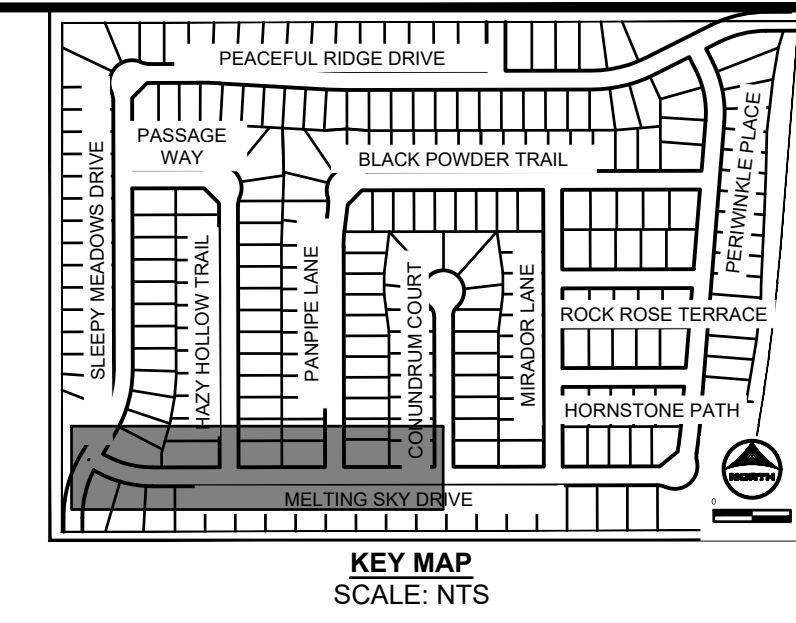 PEACEFUL RIDGE DRIVE
PASSAGE
WAY
BLACK POWDER TRAIL
PERIWINKLE PLACE
SLEEPY MEADOWS DRIVE
HAZY HOLLOW TRAIL
PANPIPE LANE
CONUNDRUM COURT
MIRADOR LANE
ROCK ROSE TERRACE
HORNSTONE PATH
NORTH
0
MELTING SKY DRIVE
KEY MAP
SCALE: NTS